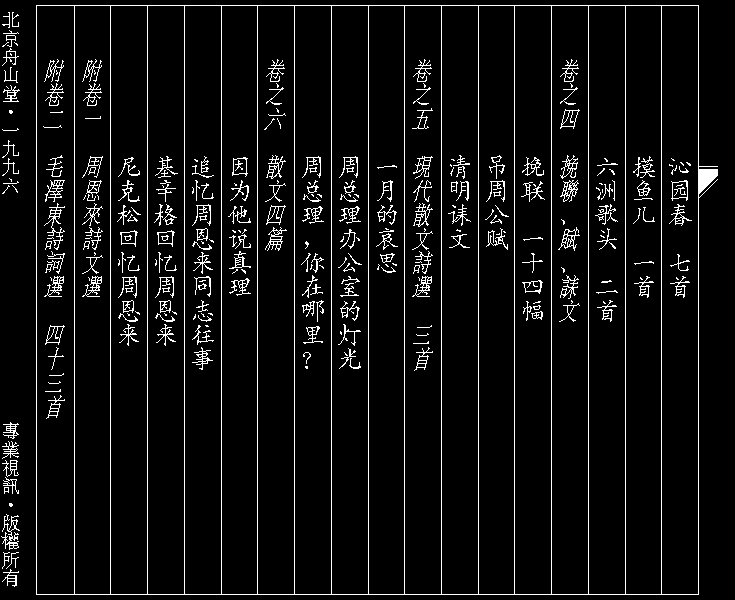 沁园春　七首
摸鱼儿　一首
六洲歌头　二首
卷之四　挽聯、賦、誄文
挽联　一十四幅
吊周公赋
清明诔文
卷之五　現代散文詩選　三首
一月的哀思
周总理办公室的灯光
周总理，你在哪里？
卷之六　散文四篇
因为他说真理
追忆周恩来同志往事
基辛格回忆周恩来
尼克松回忆周恩来
附卷一　周恩來詩文選
附卷二　毛澤東詩詞選　四十三首
北京舟山堂·一九九六
專業視訊·版權所有